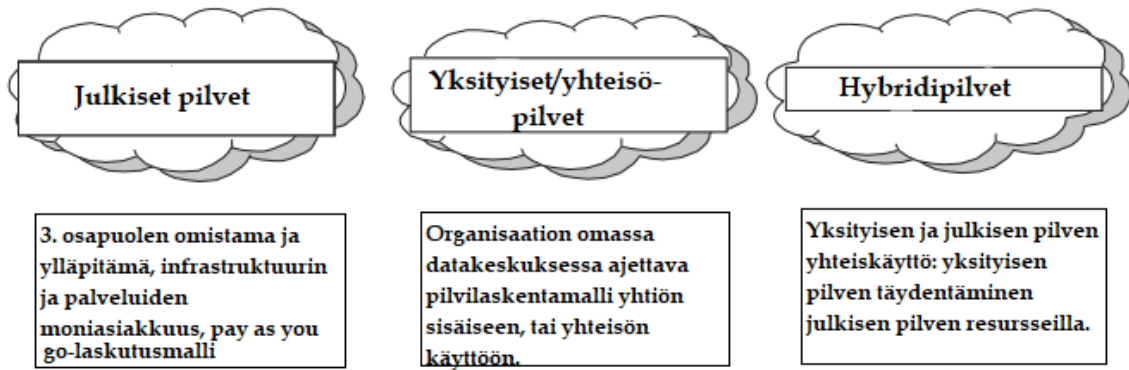 Julkiset pilvet
Yksityiset/yhteisö-
pilvet
Hybridipilvet
3. osapuolen omistama ja
ylläpitämä, infrastruktuurin
ja palveluiden
moniasiakkuus, pay as you
go-laskutusmalli
Organisaation omassa
datakeskuksessa ajettava
pilvilaskentamalli yhtiön
sisäiseen, tai yhteisön
käyttöön.
Yksityisen ja julkisen pilven
yhteiskäyttö: yksityisen
pilven täydentäminen
julkisen pilven resursseilla.